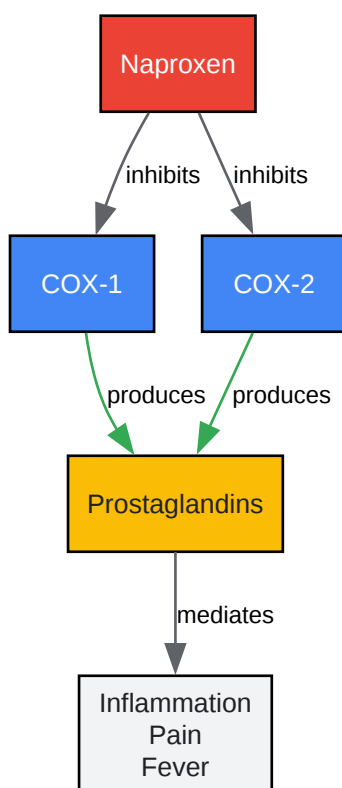 Naproxen
inhibits inhibits
COX-1 COX-2
produces produces
Prostaglandins
mediates
Inflammation
Pain
Fever